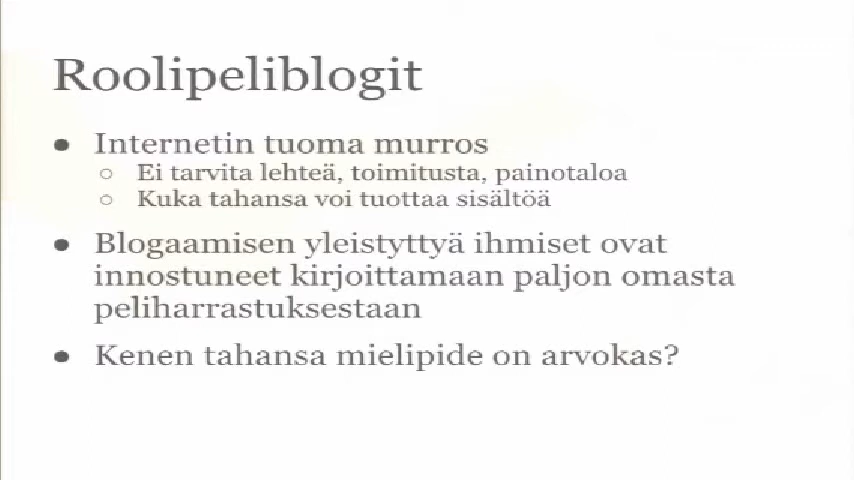 Roolipeliblogit
● Internetin tuoma murros
○ Ei tarvita lehteä, toimitusta, painotaloa
○ Kuka tahansa voi tuottaa sisältöä
● Blogaamisen yleistyttyä ihmiset ovat
innostuneet kirjoittamaan paljon omasta
peliharrastuksestaan
● Kenen tahansa mielipide on arvokas?